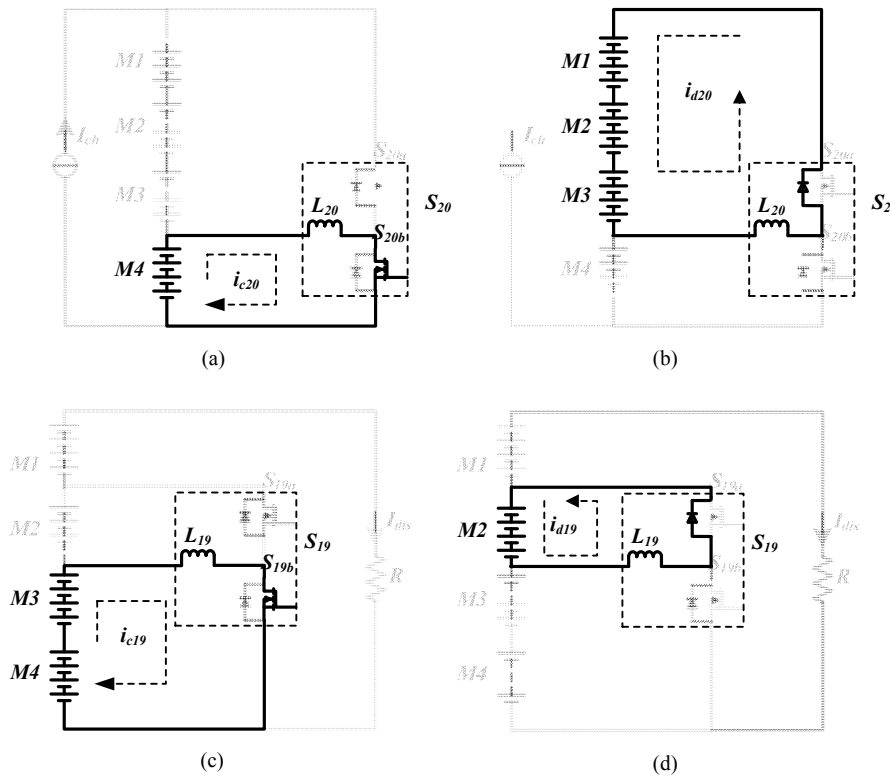 M1
M2
M3
M4
I_ch
L_20
S_20a
S_20b
S_20
i_c20
(a)
M1
M2
M3
M4
I_ch
L_20
S_20a
S_20b
S_2
i_d20
(b)
M1
M2
M3
M4
L_19
S_19a
S_19b
S_19
I_dis
R
i_c19
(c)
M1
M2
M3
M4
L_19
S_19a
S_19b
S_19
I_dis
R
i_d19
(d)